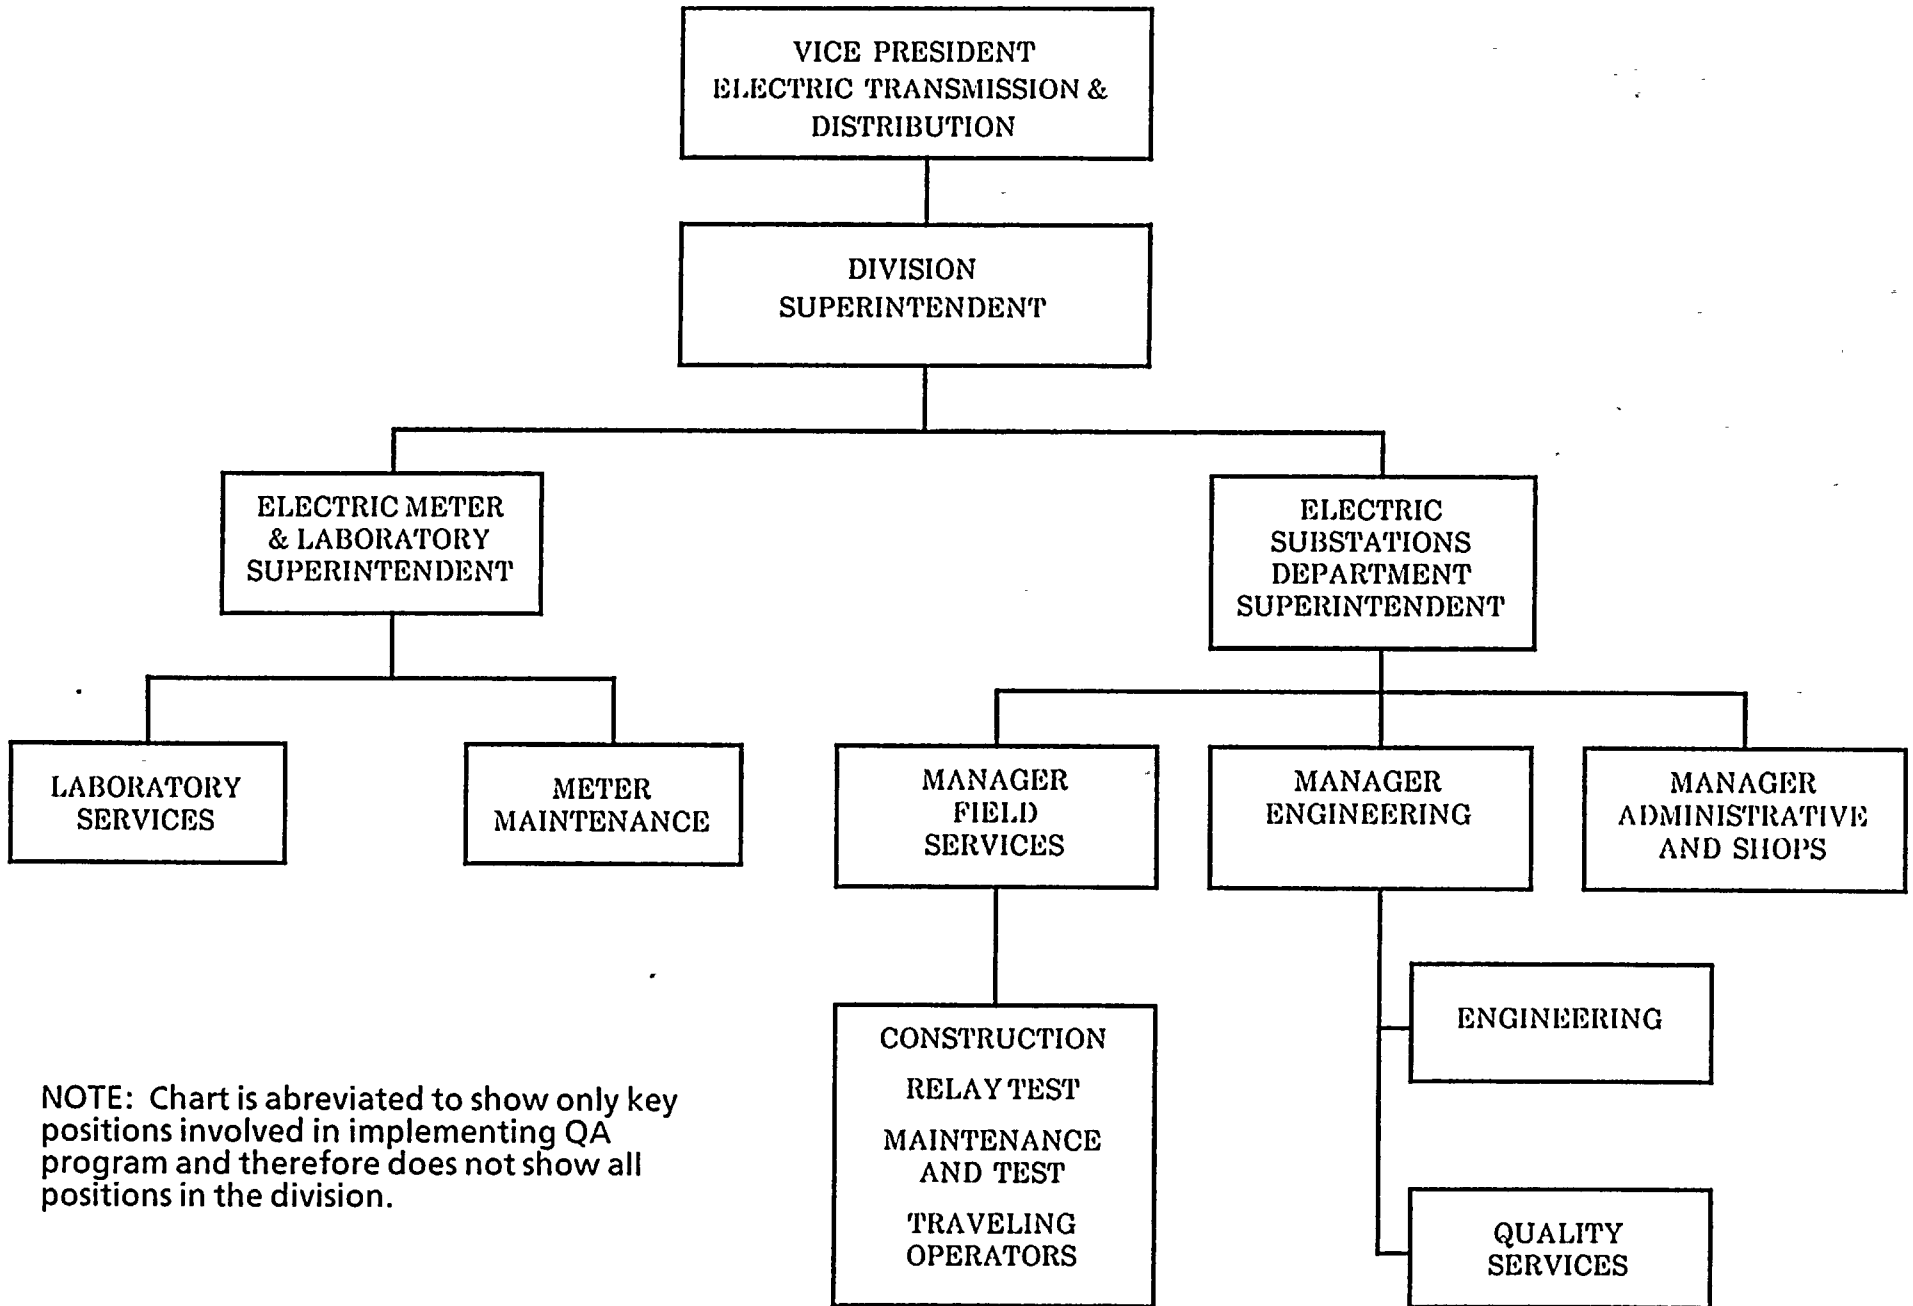 VICE PRESIDENT
ELECTRIC TRANSMISSION &
DISTRIBUTION
DIVISION
SUPERINTENDENT
ELECTRIC METER
& LABORATORY
SUPERINTENDENT
ELECTRIC
SUBSTATIONS
DEPARTMENT
SUPERINTENDENT
LABORATORY
SERVICES
METER
MAINTENANCE
MANAGER
FIELD
SERVICES
MANAGER
ENGINEERING
MANAGER
ADMINISTRATIVE
AND SHOPS
CONSTRUCTION
RELAY TEST
MAINTENANCE
AND TEST
TRAVELING
OPERATORS
ENGINEERING
QUALITY
SERVICES
NOTE: Chart is abreviated to show only key
positions involved in implementing QA
program and therefore does not show all
positions in the division.